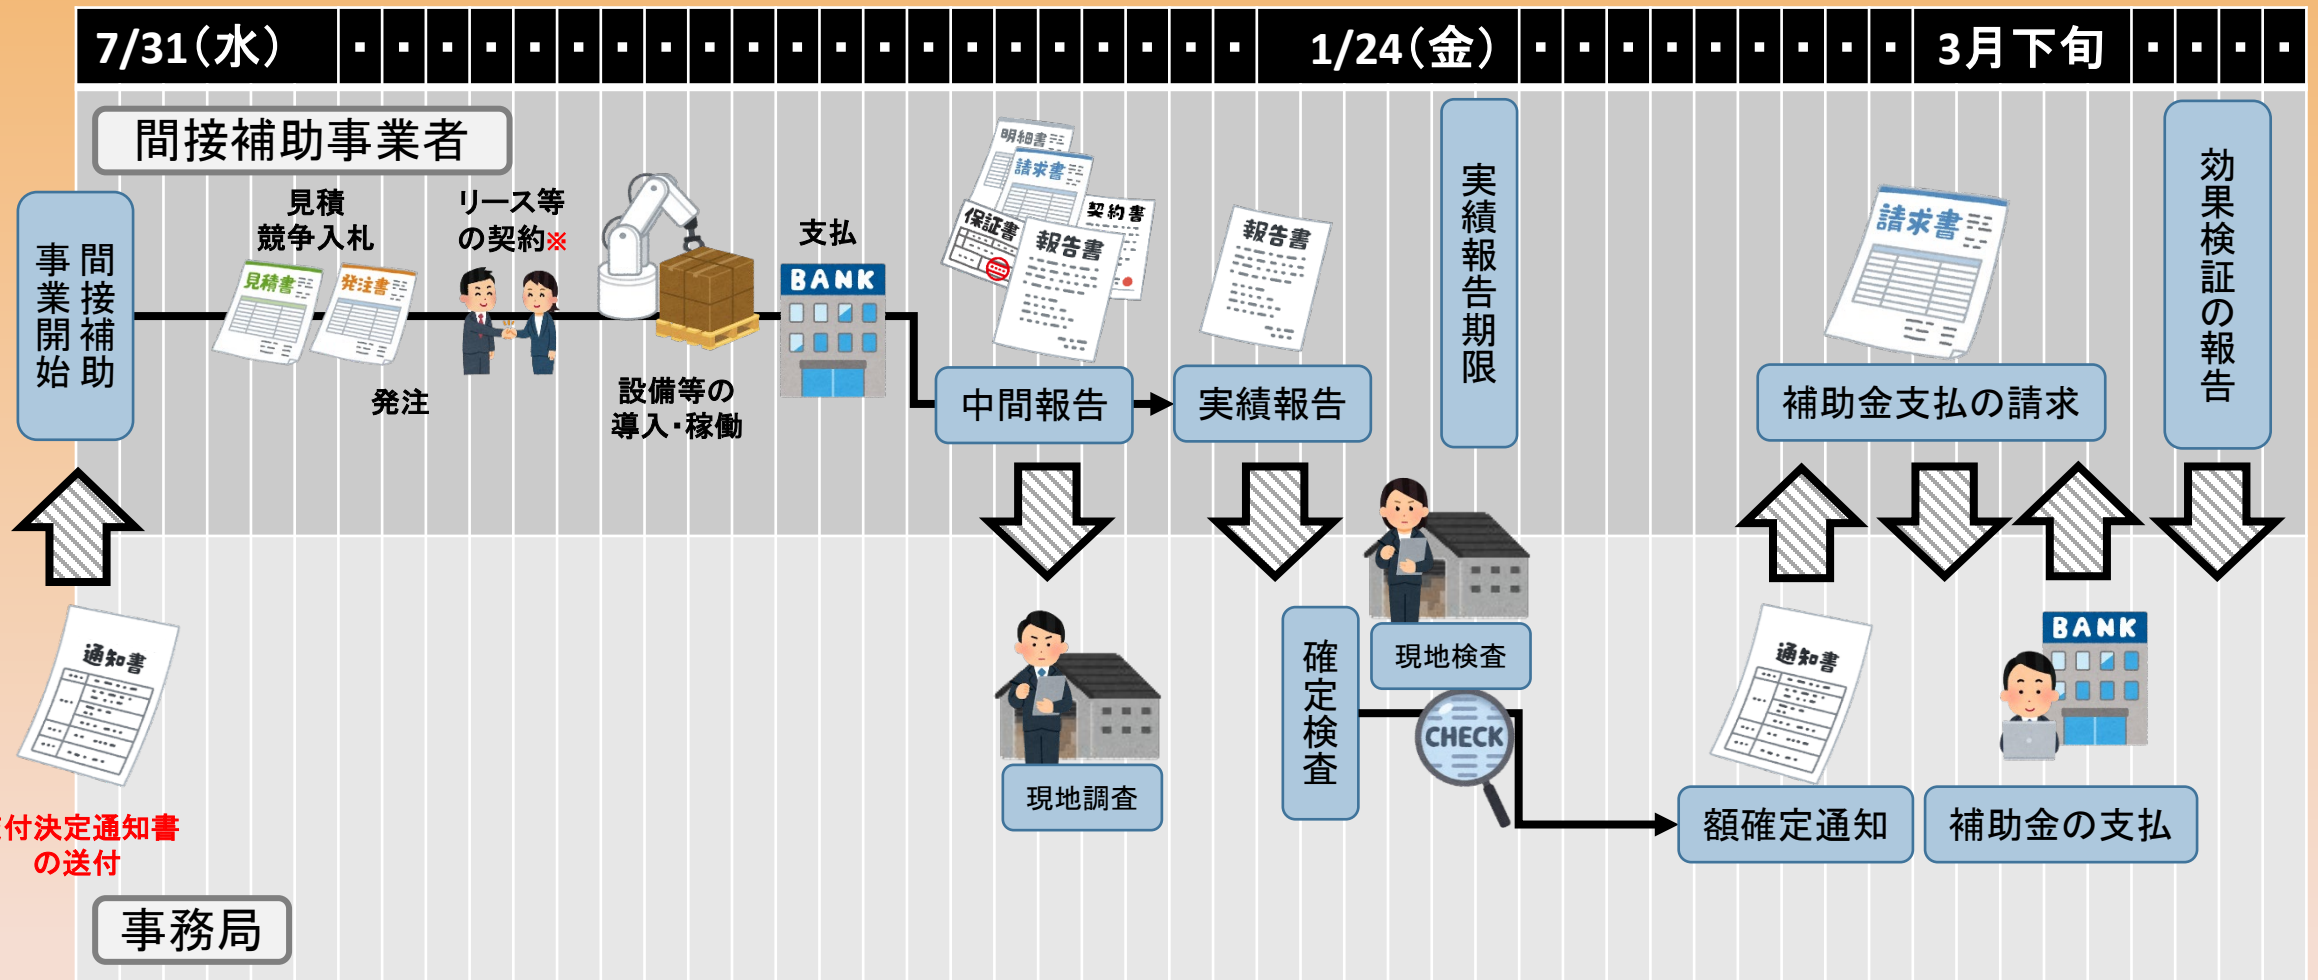 7/31(水)
1/24(金)
3月下旬
間接補助事業者
間接補助
事業開始
見積
競争入札
見積書
発注書
発注
リース等
の契約※
設備等の
導入・稼働
支払
BANK
明細書
請求書
保証書
契約書
報告書
中間報告
報告書
実績報告
実績報告期限
請求書
補助金支払の請求
効果検証の報告
通知書
付決定通知書
の送付
現地調査
確定検査
現地検査
CHECK
通知書
額確定通知
BANK
補助金の支払
事務局